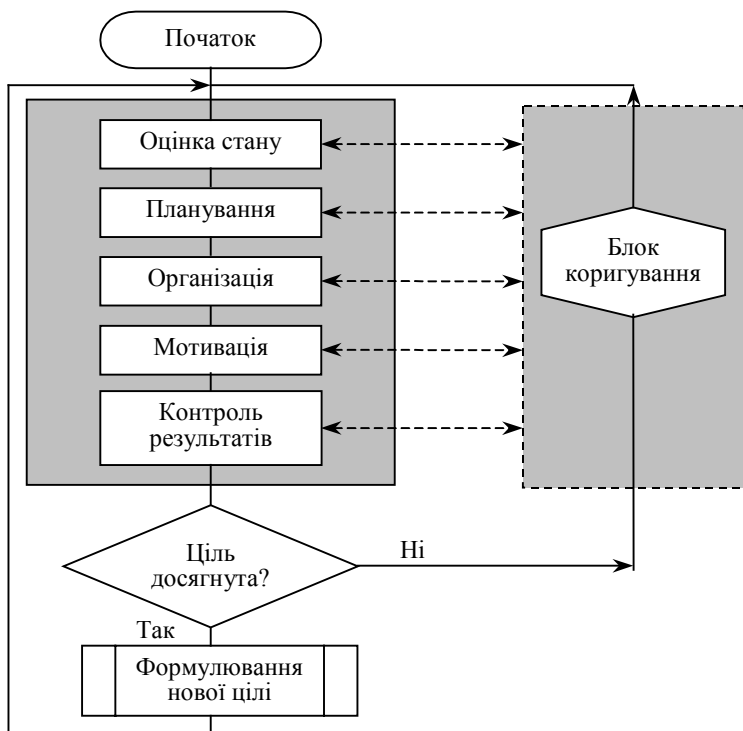 Початок
Оцінка стану
Планування
Організація
Мотивація
Контроль
результатів
Блок
коригування
Ціль
досягнута?
Ні
Так
Формулювання
нової цілі